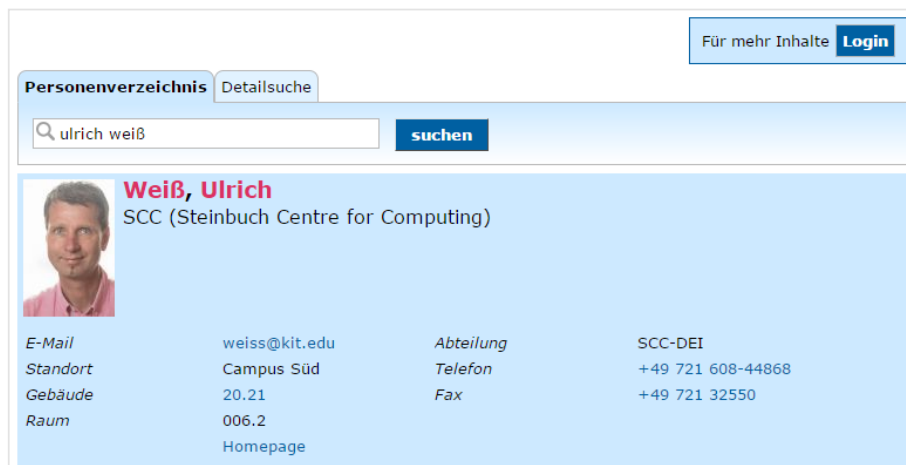 Für mehr Inhalte Login
Personenverzeichnis Detailsuche
ulrich weiß suchen
Weiß, Ulrich
SCC (Steinbuch Centre for Computing)
E-Mail weiss@kit.edu Abteilung SCC-DEI
Standort Campus Süd Telefon +49 721 608-44868
Gebäude 20.21 Fax +49 721 32550
Raum 006.2
Homepage